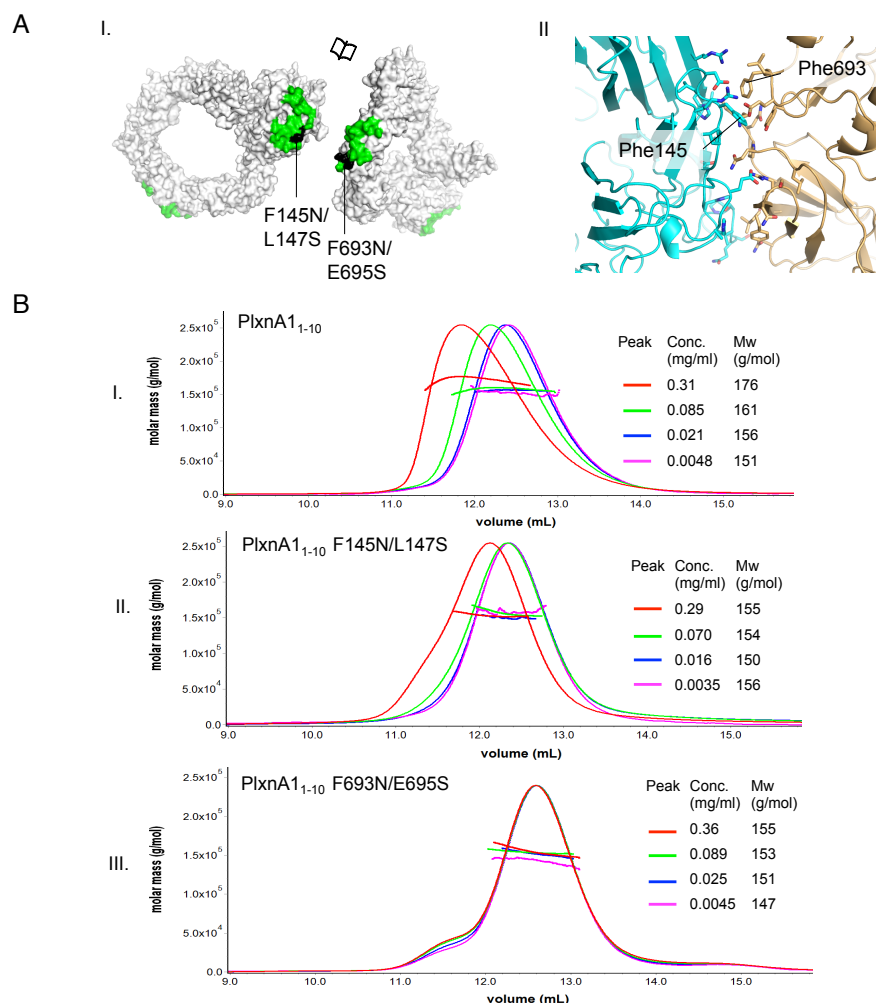 A
I.
II
F145N/
L147S
F693N/
E695S
Phe693
Phe145
B
I.
PlxnA1₁₋₁₀
molar mass (g/mol)
2.5x10⁵
2.0x10⁵
1.5x10⁵
1.0x10⁵
5.0x10⁴
0.0
9.0 10.0 11.0 12.0 13.0 14.0 15.0
volume (mL)
Peak Conc. Mw
(mg/ml) (g/mol)
0.31 176
0.085 161
0.021 156
0.0048 151
II.
PlxnA1₁₋₁₀ F145N/L147S
molar mass (g/mol)
2.5x10⁵
2.0x10⁵
1.5x10⁵
1.0x10⁵
5.0x10⁴
0.0
9.0 10.0 11.0 12.0 13.0 14.0 15.0
volume (mL)
Peak Conc. Mw
(mg/ml) (g/mol)
0.29 155
0.070 154
0.016 150
0.0035 156
III.
PlxnA1₁₋₁₀ F693N/E695S
molar mass (g/mol)
2.5x10⁵
2.0x10⁵
1.5x10⁵
1.0x10⁵
5.0x10⁴
0.0
9.0 10.0 11.0 12.0 13.0 14.0 15.0
volume (mL)
Peak Conc. Mw
(mg/ml) (g/mol)
0.36 155
0.089 153
0.025 151
0.0045 147